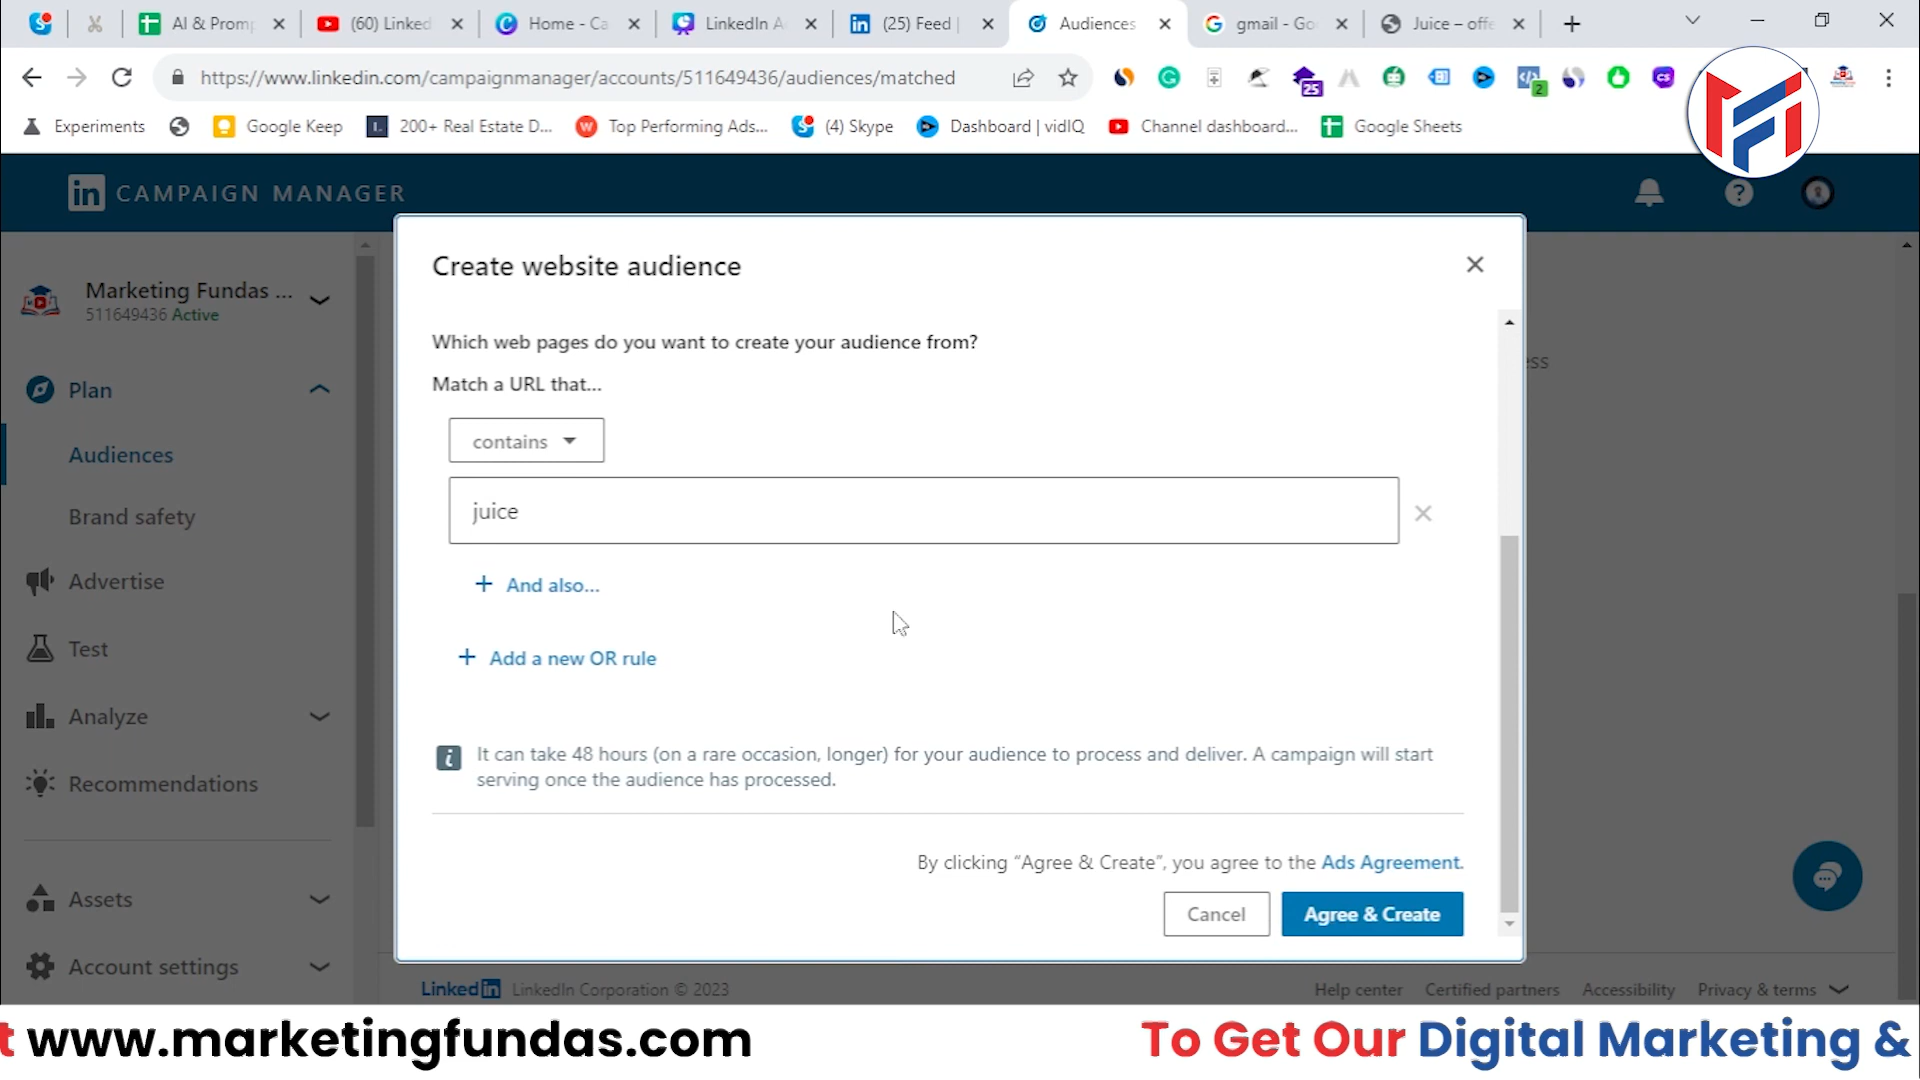 AI & Promp
(60) Linked
Home - Ca
LinkedIn A
(25) Feed |
Audiences
gmail - Go
Juice – offe
https://www.linkedin.com/campaignmanager/accounts/511649436/audiences/matched
25
2
Experiments
Google Keep
200+ Real Estate D...
Top Performing Ads...
(4) Skype
Dashboard | vidIQ
Channel dashboard...
Google Sheets
in CAMPAIGN MANAGER
Marketing Fundas ...
511649436 Active
Plan
Audiences
Brand safety
Advertise
Test
Analyze
Recommendations
Assets
Account settings
Create website audience
Which web pages do you want to create your audience from?
Match a URL that...
contains
juice
+ And also...
+ Add a new OR rule
It can take 48 hours (on a rare occasion, longer) for your audience to process and deliver. A campaign will start
serving once the audience has processed.
By clicking “Agree & Create”, you agree to the Ads Agreement.
Cancel
Agree & Create
ess
LinkedIn LinkedIn Corporation © 2023
Help center
Certified partners
Accessibility
Privacy & terms
t www.marketingfundas.com
To Get Our Digital Marketing &